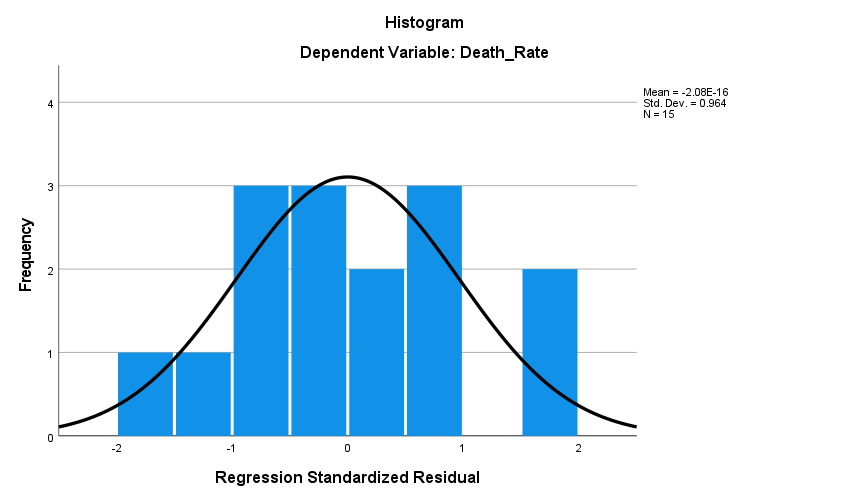 Histogram
Dependent Variable: Death_Rate
Mean = -2.08E-16
Std. Dev. = 0.964
N = 15
Frequency
4
3
2
1
0
-2 -1 0 1 2
Regression Standardized Residual